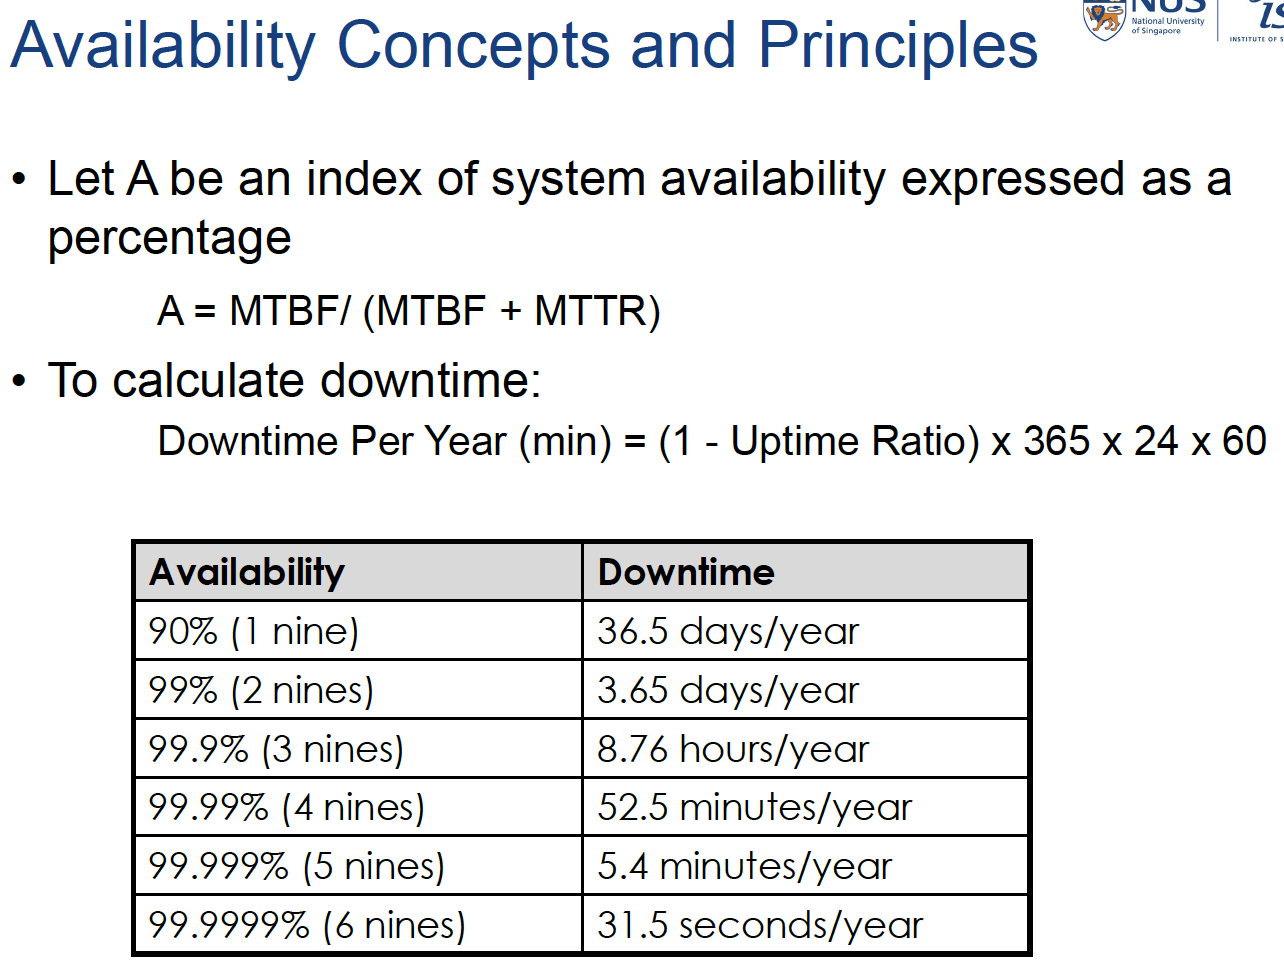 Availability Concepts and Principles
NUS
National University
of Singapore
INSTITUTE OF S
• Let A be an index of system availability expressed as a
percentage
A = MTBF/ (MTBF + MTTR)
• To calculate downtime:
Downtime Per Year (min) = (1 - Uptime Ratio) x 365 x 24 x 60
Availability Downtime
90% (1 nine) 36.5 days/year
99% (2 nines) 3.65 days/year
99.9% (3 nines) 8.76 hours/year
99.99% (4 nines) 52.5 minutes/year
99.999% (5 nines) 5.4 minutes/year
99.9999% (6 nines) 31.5 seconds/year